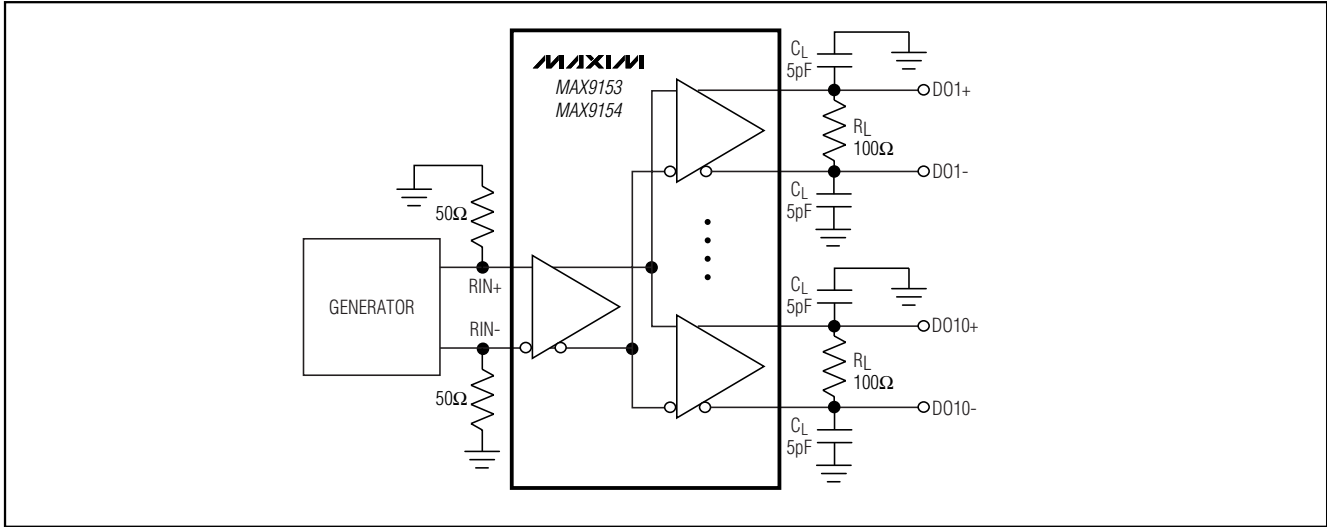 MAXIM
MAX9153
MAX9154
GENERATOR
50Ω
RIN+
RIN-
50Ω
CL
5pF
DO1+
RL
100Ω
DO1-
CL
5pF
CL
5pF
DO10+
RL
100Ω
DO10-
CL
5pF